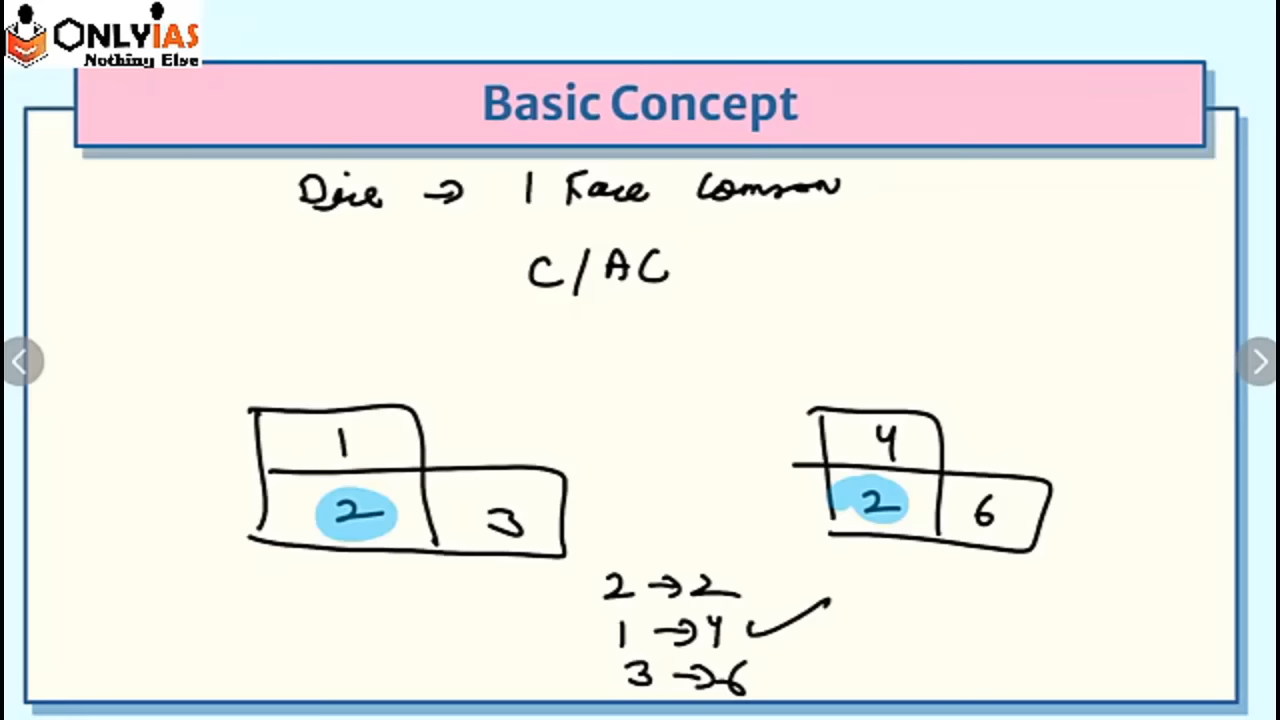 ONLYIAS
Nothing Else
Basic Concept
Dice → 1 Face Common
C/AC
1
2 3
4
2 6
2 → 2
1 → 4 ✓
3 → 6